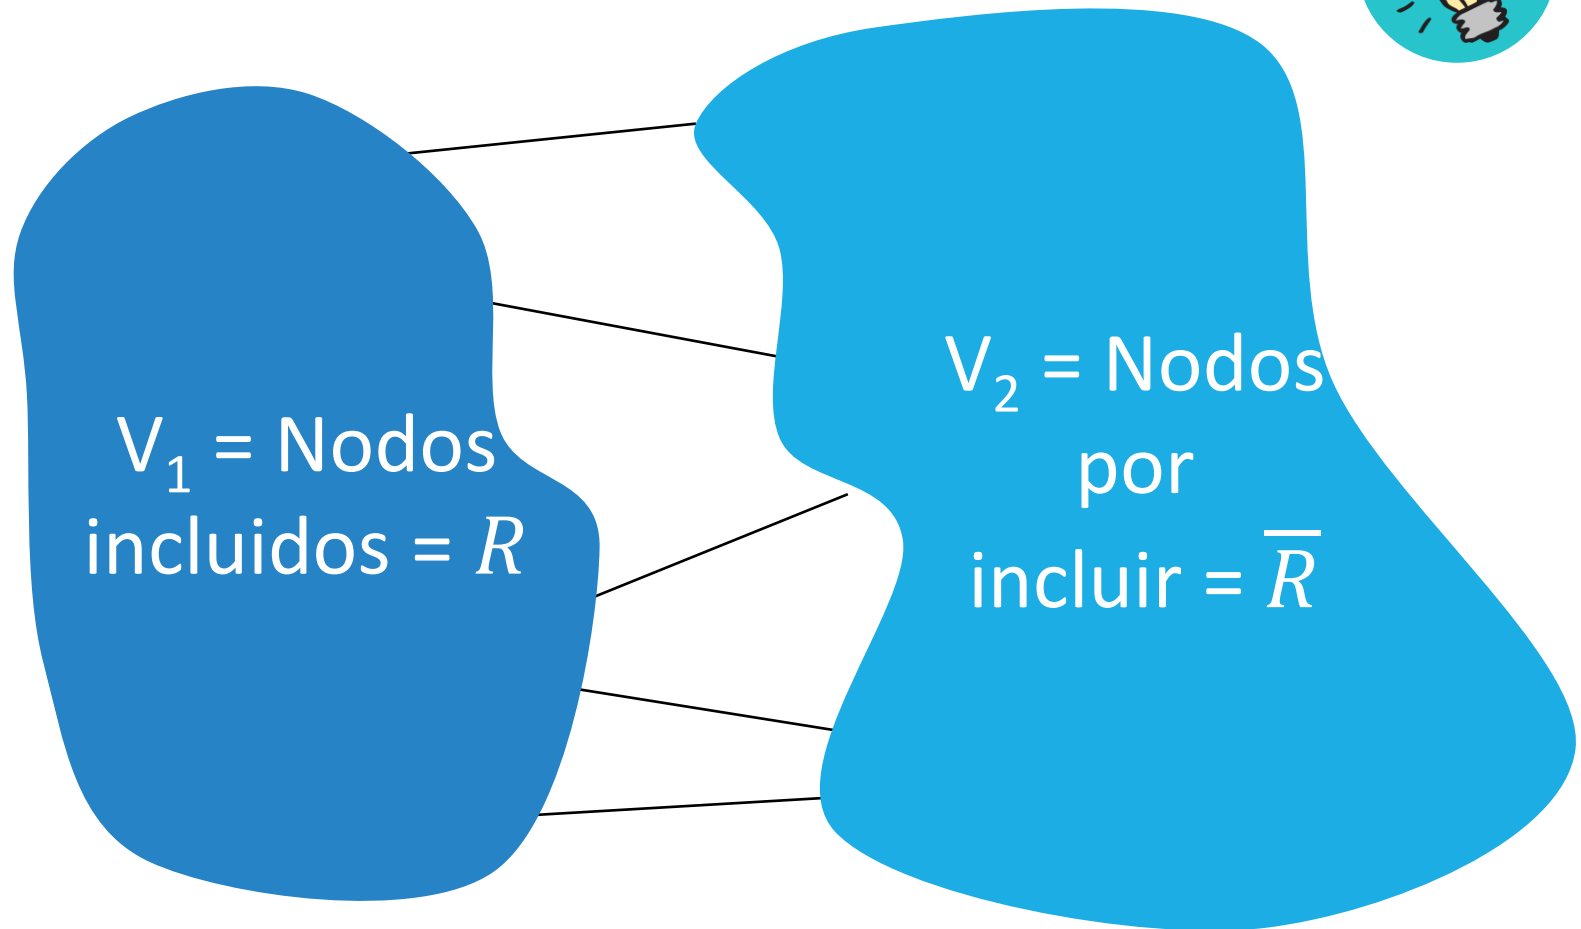 V₁ = Nodos
incluidos = R
V₂ = Nodos
por
incluir = R̅